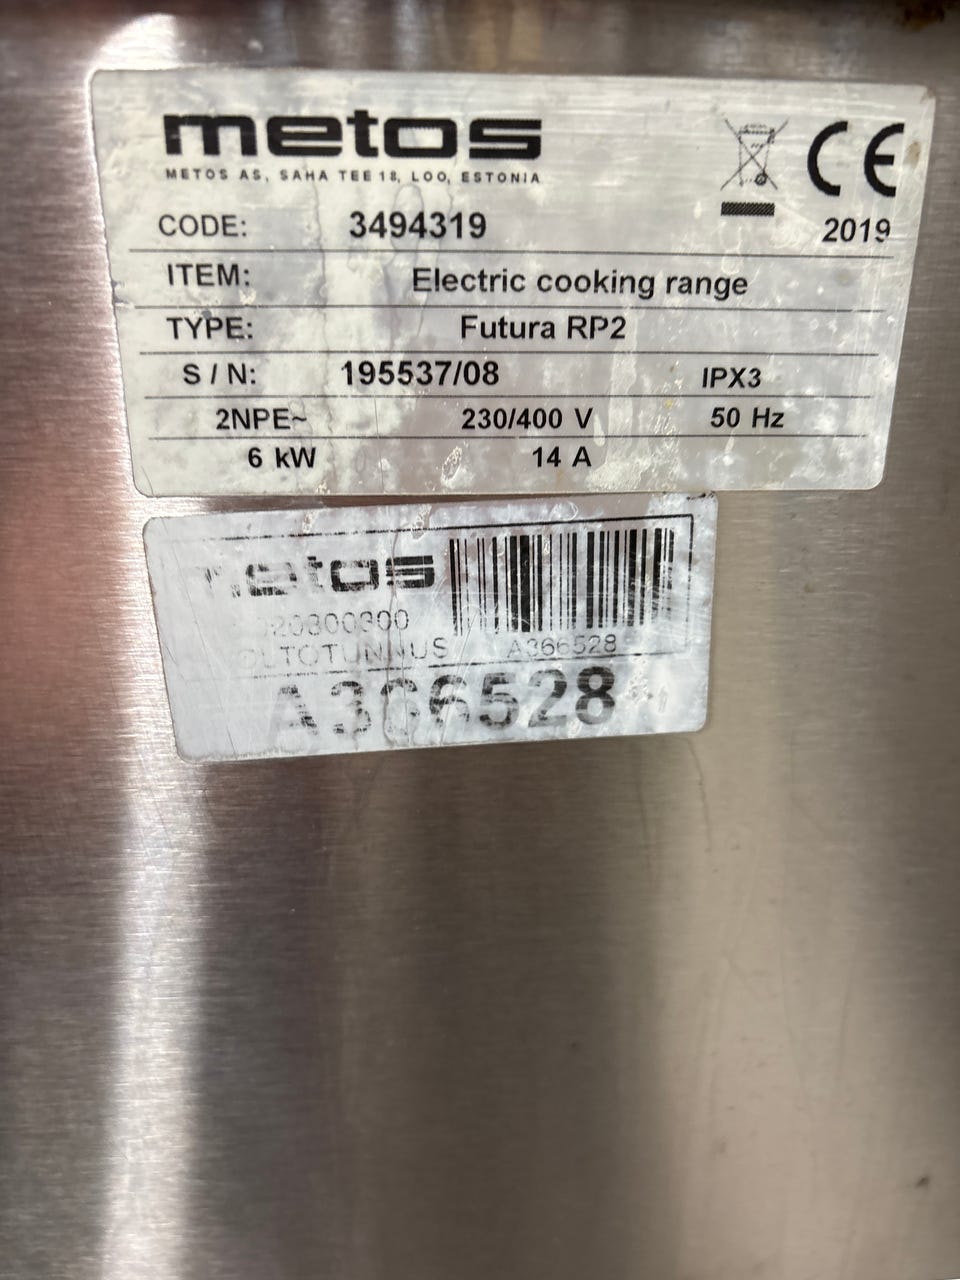 metos
METOS AS, SAHA TEE 18, LOO, ESTONIA
CODE: 3494319
2019
ITEM: Electric cooking range
TYPE: Futura RP2
S / N: 195537/08 IPX3
2NPE~ 230/400 V 50 Hz
6 kW 14 A
metos
A366528
A366528